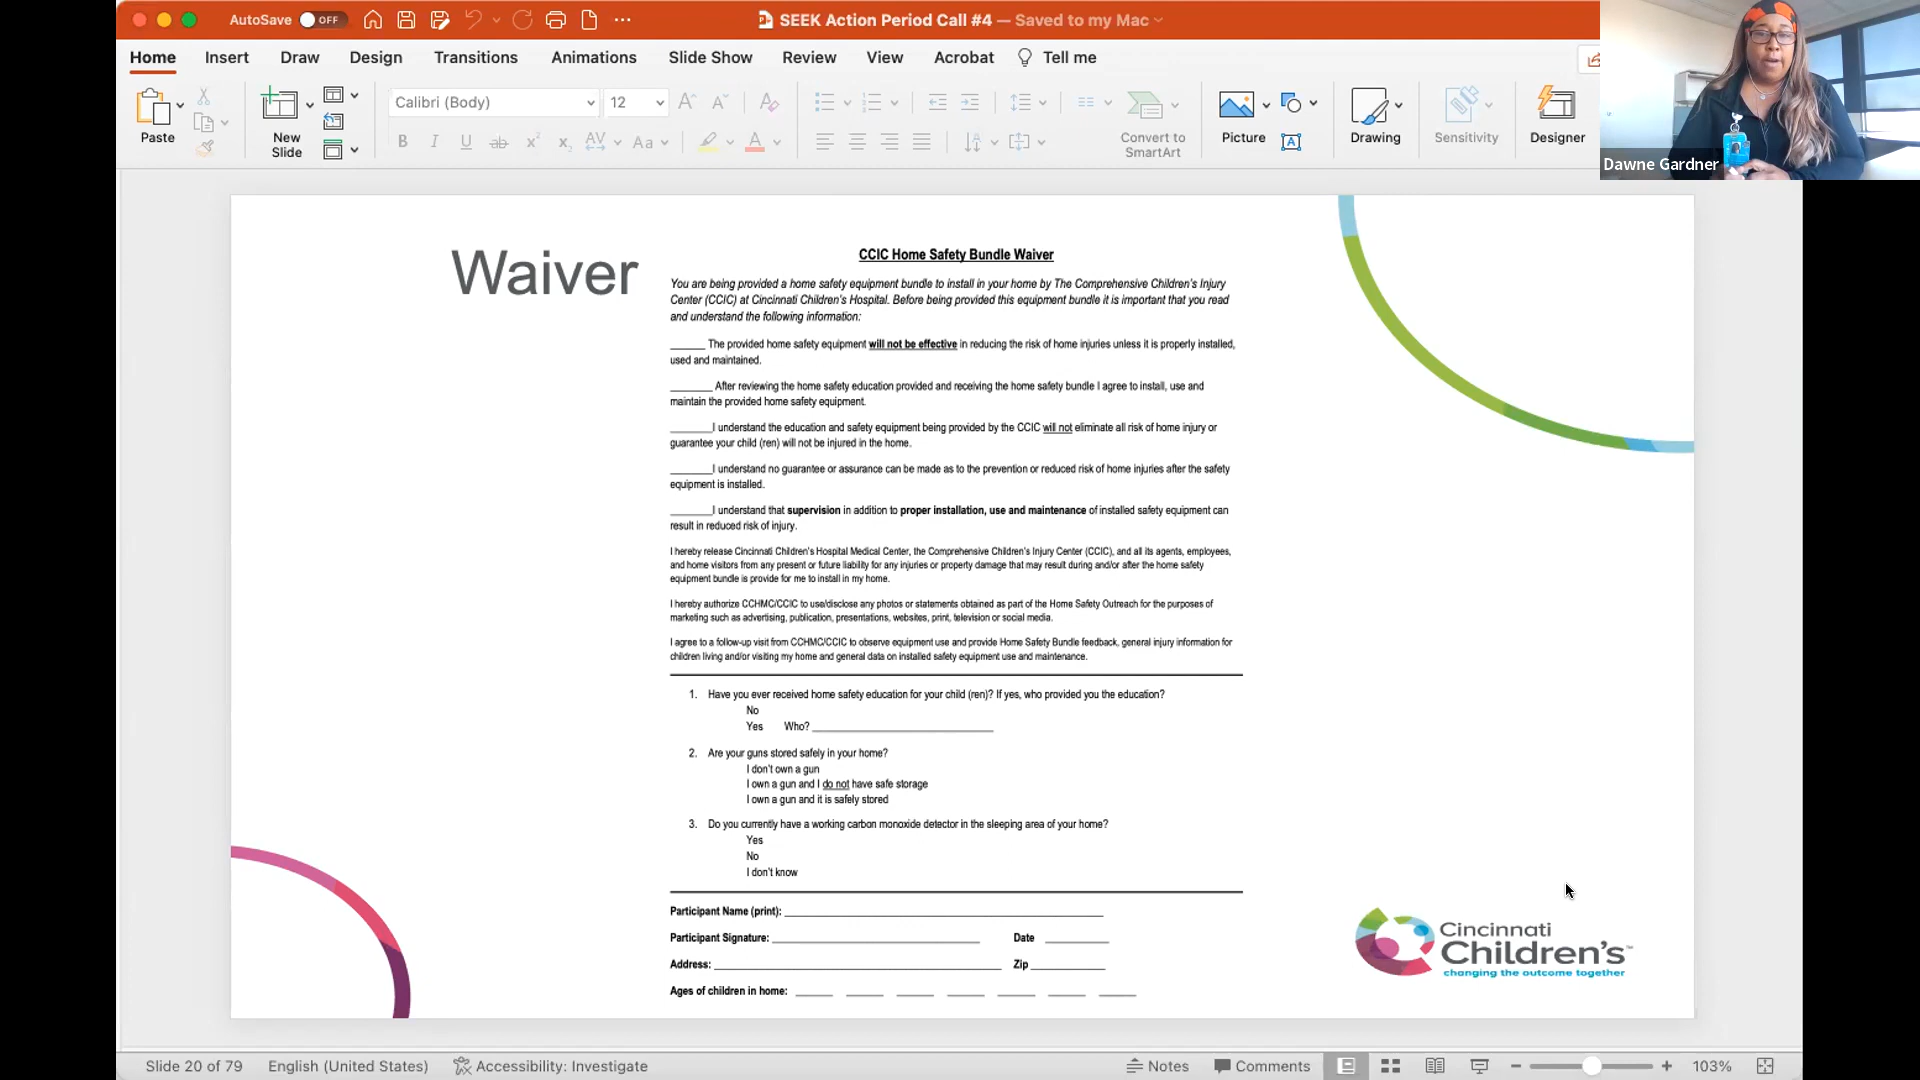 AutoSave OFF
SEEK Action Period Call #4 — Saved to my Mac
Home Insert Draw Design Transitions Animations Slide Show Review View Acrobat Tell me
Paste
New
Slide
Calibri (Body) 12
B I U ab x² x₂ AV Aa A
Convert to
SmartArt
Picture
Drawing
Sensitivity
Designer
Dawne Gardner
Waiver
CCIC Home Safety Bundle Waiver
You are being provided a home safety equipment bundle to install in your home by The Comprehensive Children's Injury
Center (CCIC) at Cincinnati Children's Hospital. Before being provided this equipment bundle it is important that you read
and understand the following information:
______ The provided home safety equipment will not be effective in reducing the risk of home injuries unless it is properly installed,
used and maintained.
_______ After reviewing the home safety education provided and receiving the home safety bundle I agree to install, use and
maintain the provided home safety equipment.
_______I understand the education and safety equipment being provided by the CCIC will not eliminate all risk of home injury or
guarantee your child (ren) will not be injured in the home.
_______I understand no guarantee or assurance can be made as to the prevention or reduced risk of home injuries after the safety
equipment is installed.
_______I understand that supervision in addition to proper installation, use and maintenance of installed safety equipment can
result in reduced risk of injury.
I hereby release Cincinnati Children's Hospital Medical Center, the Comprehensive Children's Injury Center (CCIC), and all its agents, employees,
and home visitors from any present or future liability for any injuries or property damage that may result during and/or after the home safety
equipment bundle is provide for me to install in my home.
I hereby authorize CCHMC/CCIC to use/disclose any photos or statements obtained as part of the Home Safety Outreach for the purposes of
marketing such as advertising, publication, presentations, websites, print, television or social media.
I agree to a follow-up visit from CCHMC/CCIC to observe equipment use and provide Home Safety Bundle feedback, general injury information for
children living and/or visiting my home and general data on installed safety equipment use and maintenance.
1. Have you ever received home safety education for your child (ren)? If yes, who provided you the education?
No
Yes Who? ______________________________
2. Are your guns stored safely in your home?
I don't own a gun
I own a gun and I do not have safe storage
I own a gun and it is safely stored
3. Do you currently have a working carbon monoxide detector in the sleeping area of your home?
Yes
No
I don't know
Participant Name (print): ______________________________
Participant Signature: ______________________________ Date __________
Address: ______________________________ Zip __________
Ages of children in home: ____ ____ ____ ____ ____ ____ ____
Cincinnati
Children's™
changing the outcome together
Slide 20 of 79 English (United States) Accessibility: Investigate Notes Comments 103%